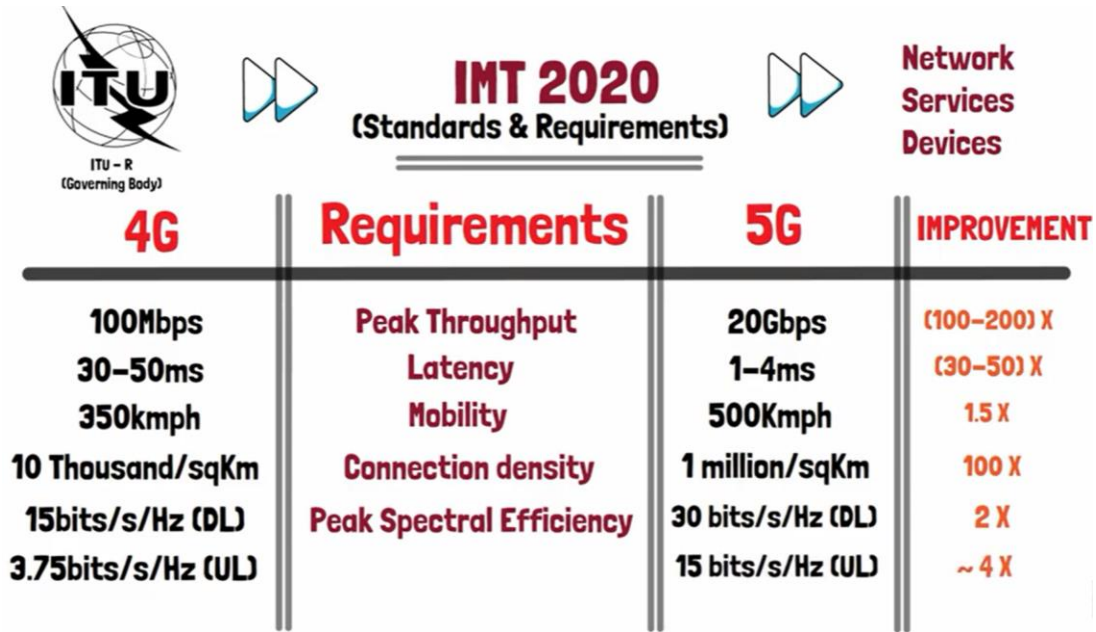 ITU
ITU – R
(Governing Body)
IMT 2020
(Standards & Requirements)
Network
Services
Devices
4G Requirements 5G IMPROVEMENT
100Mbps Peak Throughput 20Gbps (100–200) X
30–50ms Latency 1–4ms (30–50) X
350kmph Mobility 500Kmph 1.5 X
10 Thousand/sqKm Connection density 1 million/sqKm 100 X
15bits/s/Hz (DL) Peak Spectral Efficiency 30 bits/s/Hz (DL) 2 X
3.75bits/s/Hz (UL) 15 bits/s/Hz (UL) ~ 4 X